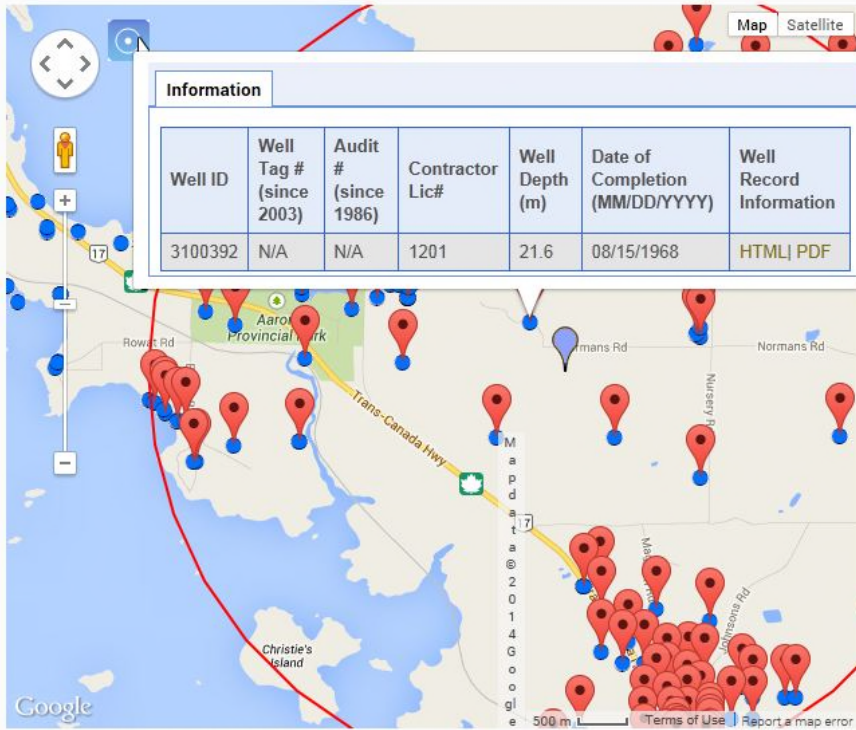 Map Satellite
Information
Well ID
Well Tag # (since 2003)
Audit # (since 1986)
Contractor Lic#
Well Depth (m)
Date of Completion (MM/DD/YYYY)
Well Record Information
3100392 N/A N/A 1201 21.6 08/15/1968 HTML| PDF
17
Rowat Rd
Aaron
Provincial Park
rmans Rd
Normans Rd
Nursery R
Trans-Canada Hwy
Map data ©2014 Google
17
Johnsons Rd
Christie's
Island
Google
500 m
Terms of Use
Report a map error